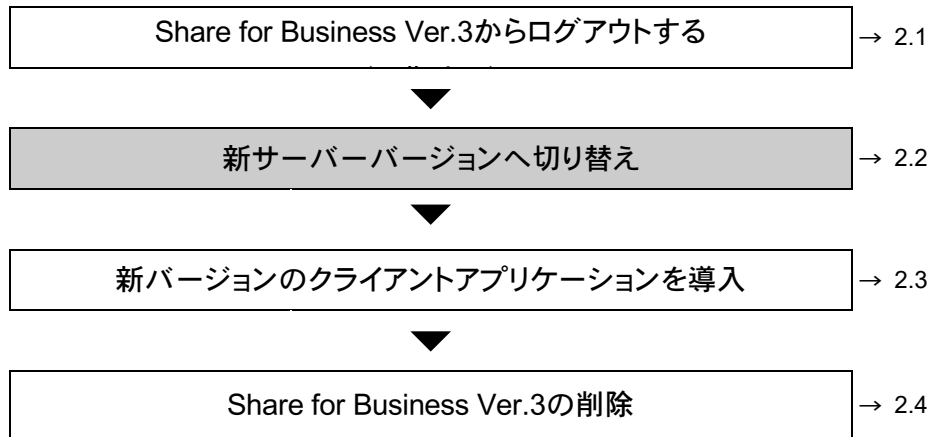 Share for Business Ver.3からログアウトする
→ 2.1
新サーバーバージョンへ切り替え
→ 2.2
新バージョンのクライアントアプリケーションを導入
→ 2.3
Share for Business Ver.3の削除
→ 2.4